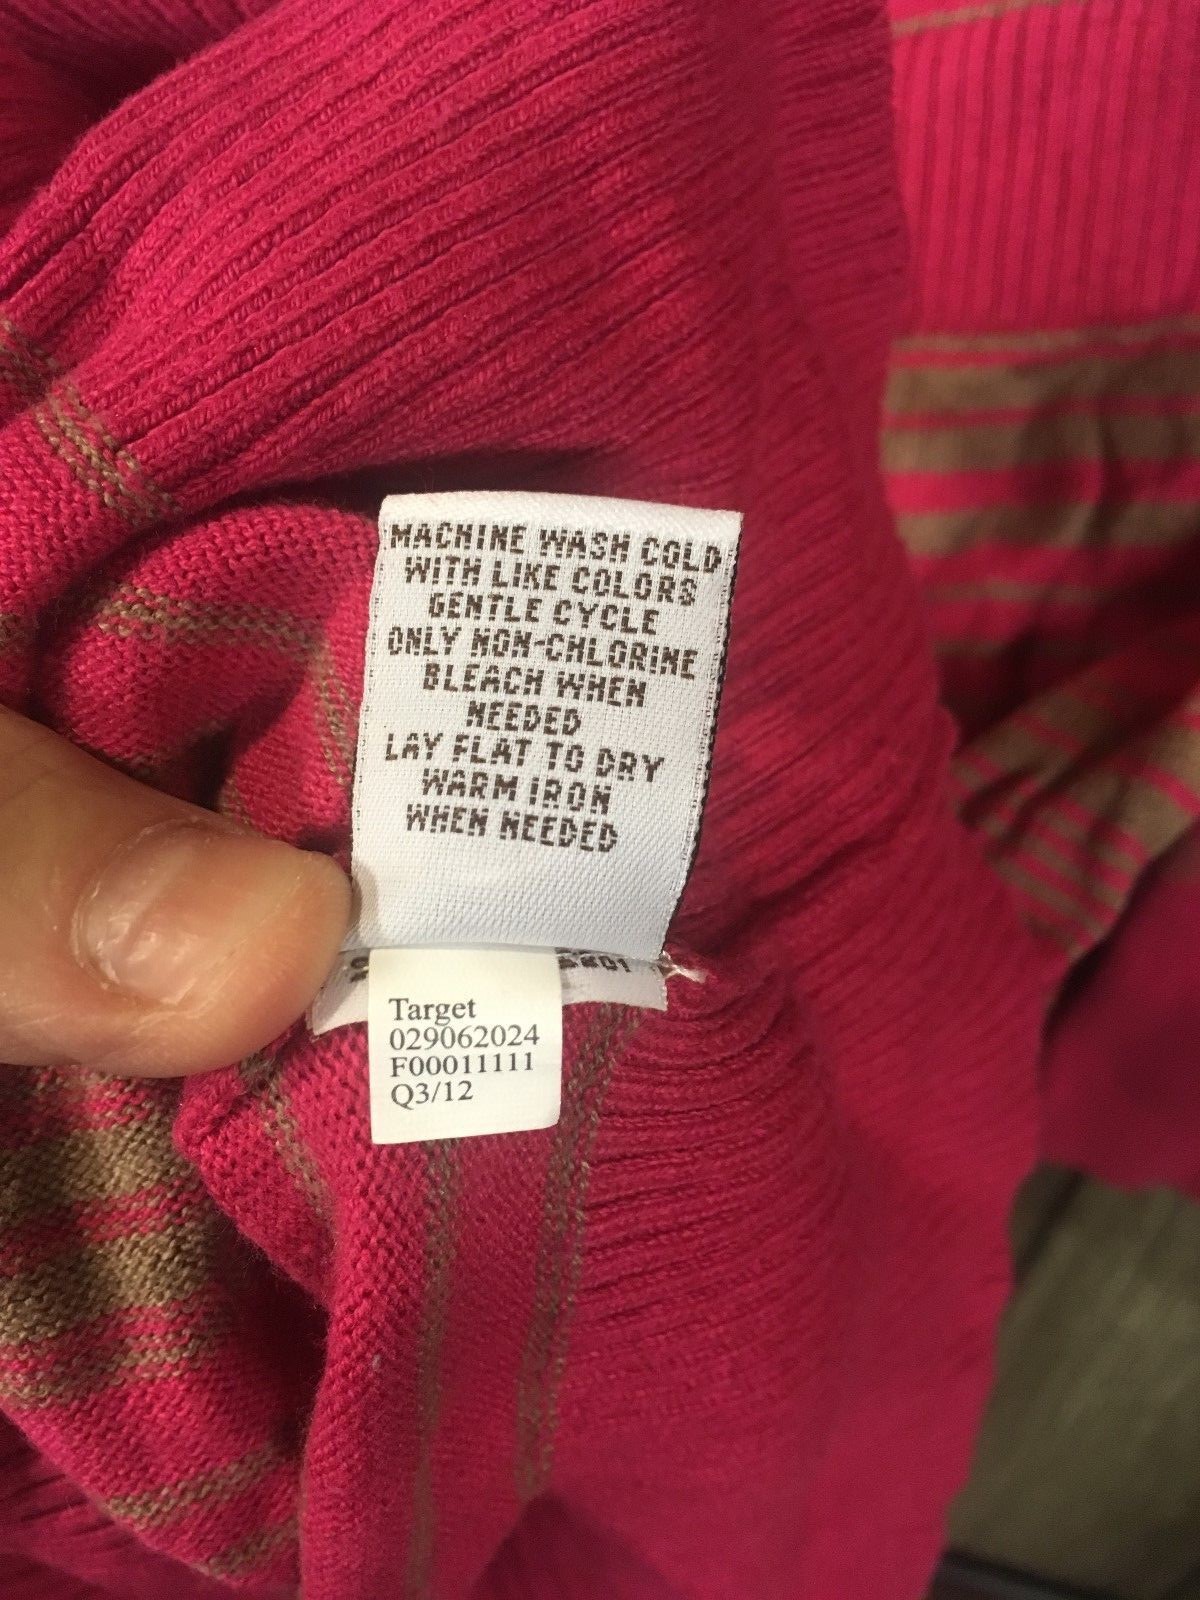 MACHINE WASH COLD
WITH LIKE COLORS
GENTLE CYCLE
ONLY NON-CHLORINE
BLEACH WHEN
NEEDED
LAY FLAT TO DRY
WARM IRON
WHEN NEEDED
Target
029062024
F00011111
Q3/12